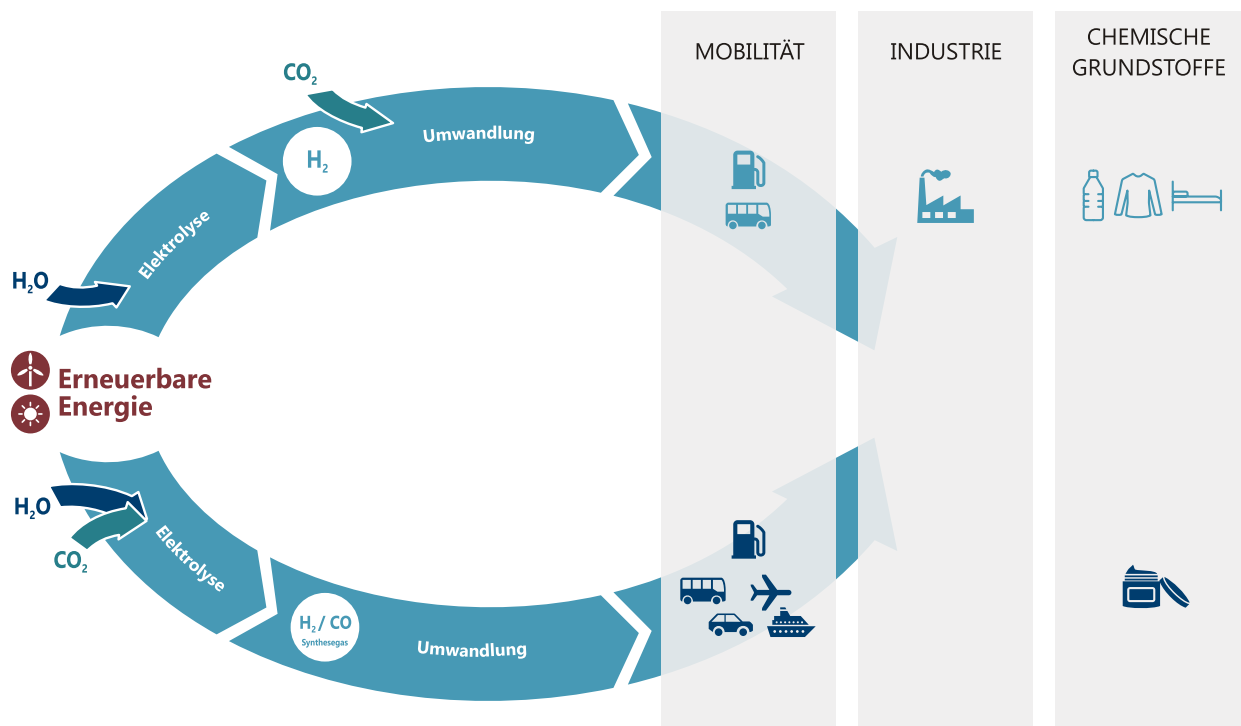 MOBILITÄT
INDUSTRIE
CHEMISCHE
GRUNDSTOFFE
CO₂
Umwandlung
H₂
Elektrolyse
H₂O
Erneuerbare
Energie
H₂O
CO₂
Elektrolyse
H₂/ CO
Synthesegas
Umwandlung